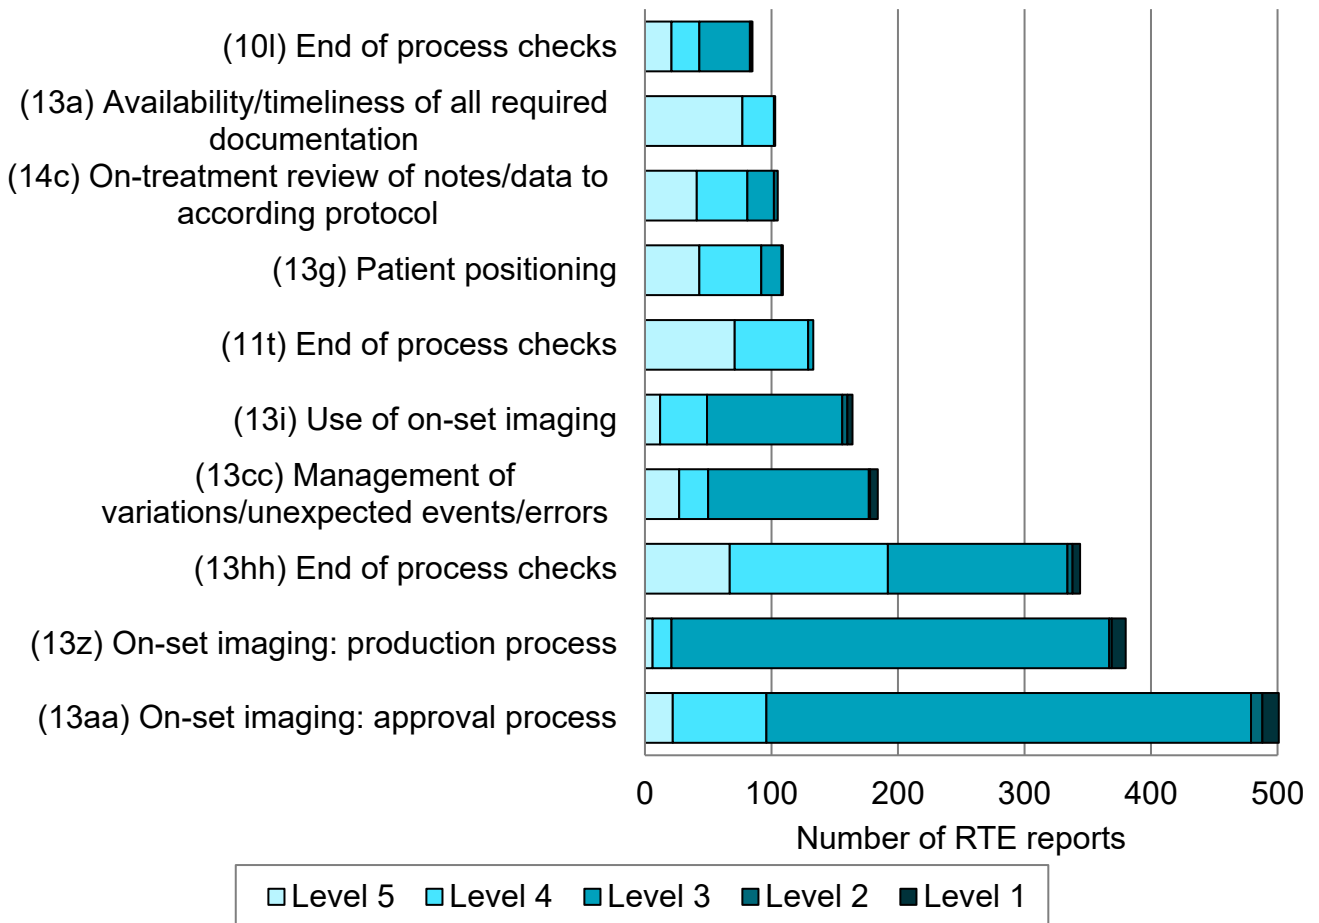 (10l) End of process checks
(13a) Availability/timeliness of all required
documentation
(14c) On-treatment review of notes/data to
according protocol
(13g) Patient positioning
(11t) End of process checks
(13i) Use of on-set imaging
(13cc) Management of
variations/unexpected events/errors
(13hh) End of process checks
(13z) On-set imaging: production process
(13aa) On-set imaging: approval process
0 100 200 300 400 500
Number of RTE reports
Level 5 Level 4 Level 3 Level 2 Level 1